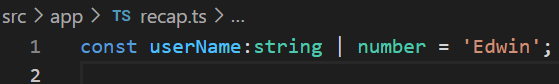 src > app > TS recap.ts > ...
1 const userName:string | number = 'Edwin';
2